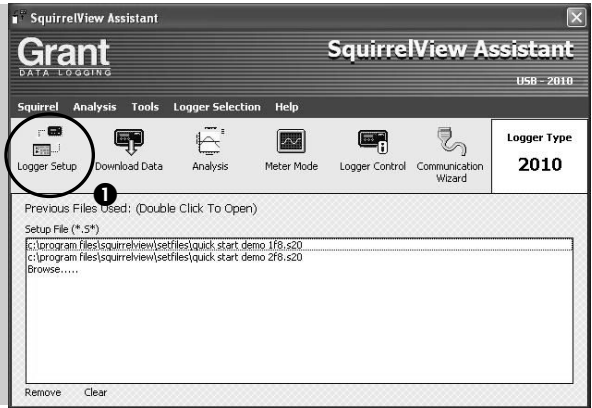 SquirrelView Assistant
Grant
DATA LOGGING
SquirrelView Assistant
USB - 2010
Squirrel Analysis Tools Logger Selection Help
Logger Setup Download Data Analysis Meter Mode Logger Control Communication Wizard
Logger Type
2010
1
Previous Files Used: (Double Click To Open)
Setup File (*.S*)
c:\program files\squirrelview\setfiles\quick start demo 1f8.s20
c:\program files\squirrelview\setfiles\quick start demo 2f8.s20
Browse.....
Remove Clear